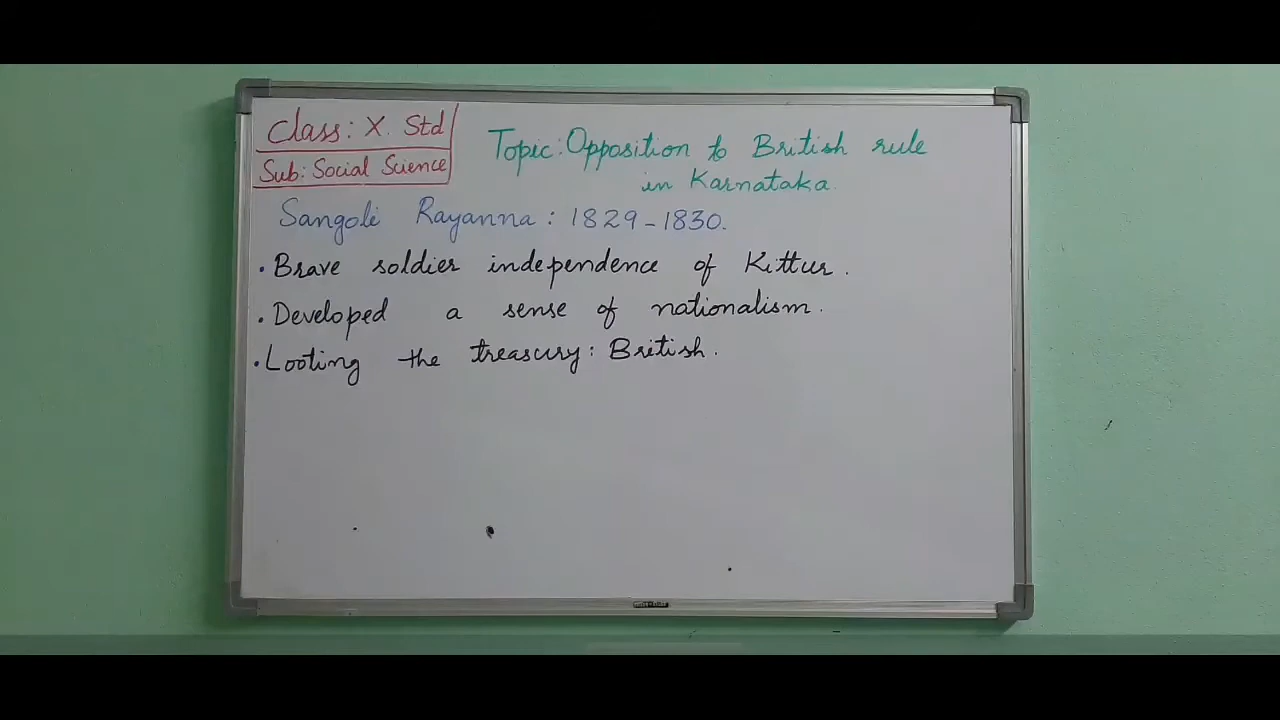 Class: X. Std
Sub: Social Science
Topic: Opposition to British rule
in Karnataka.
Sangoli Rayanna: 1829-1830.
• Brave soldier independence of Kittur.
• Developed a sense of nationalism.
• Looting the treasury: British.